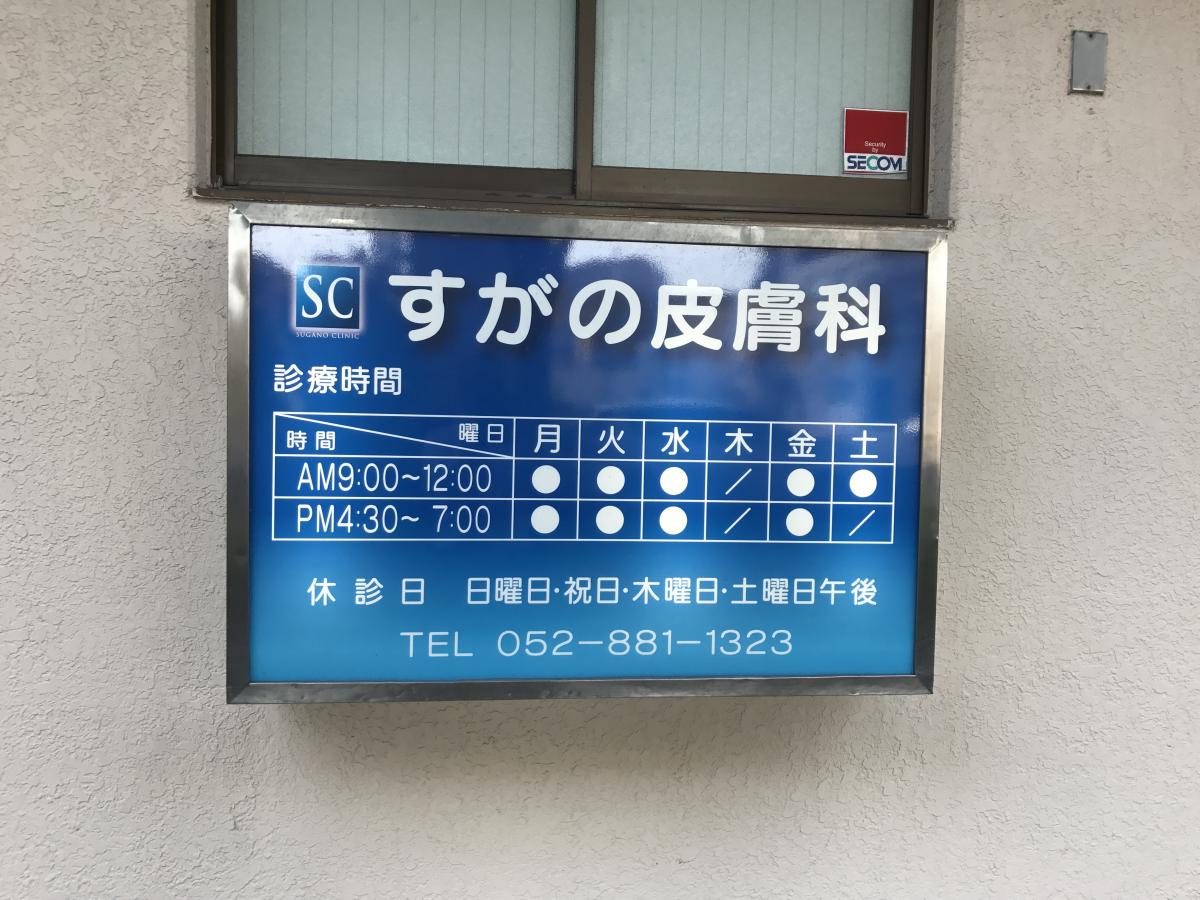 Security
by
SECOM
SC
SUGANO CLINIC
すがの皮膚科
診療時間
時間 曜日 月 火 水 木 金 土
AM9:00~12:00 ● ● ● / ● ●
PM4:30~ 7:00 ● ● ● / ● /
休診日 日曜日・祝日・木曜日・土曜日午後
TEL 052-881-1323